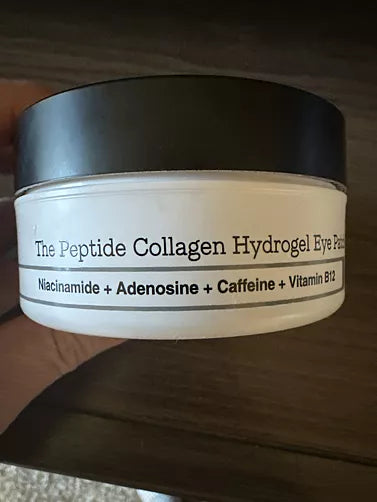 The Peptide Collagen Hydrogel Eye
Niacinamide + Adenosine + Caffeine + Vitamin B12